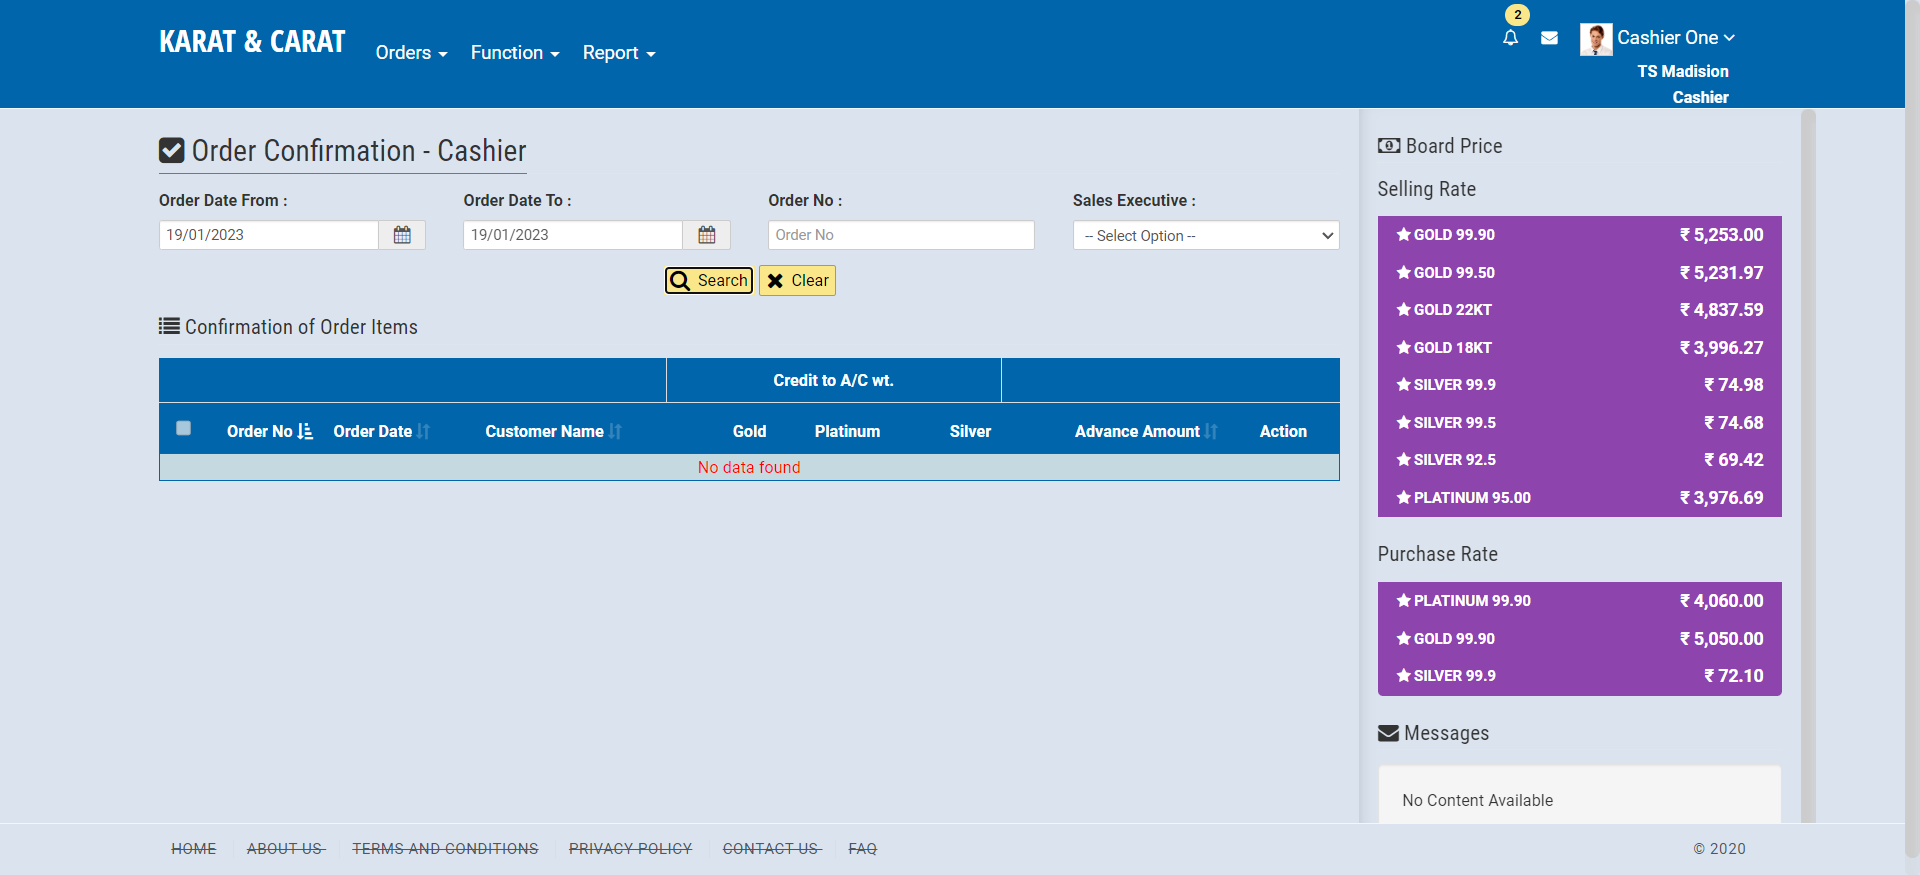 KARAT & CARAT
Orders Function Report
2
Cashier One
TS Madision
Cashier
Order Confirmation - Cashier
Order Date From : Order Date To : Order No : Sales Executive :
19/01/2023 19/01/2023 Order No -- Select Option --
Search Clear
Confirmation of Order Items
Credit to A/C wt.
Order No Order Date Customer Name Gold Platinum Silver Advance Amount Action
No data found
Board Price
Selling Rate
GOLD 99.90 ₹ 5,253.00
GOLD 99.50 ₹ 5,231.97
GOLD 22KT ₹ 4,837.59
GOLD 18KT ₹ 3,996.27
SILVER 99.9 ₹ 74.98
SILVER 99.5 ₹ 74.68
SILVER 92.5 ₹ 69.42
PLATINUM 95.00 ₹ 3,976.69
Purchase Rate
PLATINUM 99.90 ₹ 4,060.00
GOLD 99.90 ₹ 5,050.00
SILVER 99.9 ₹ 72.10
Messages
No Content Available
HOME ABOUT US TERMS AND CONDITIONS PRIVACY POLICY CONTACT US FAQ © 2020